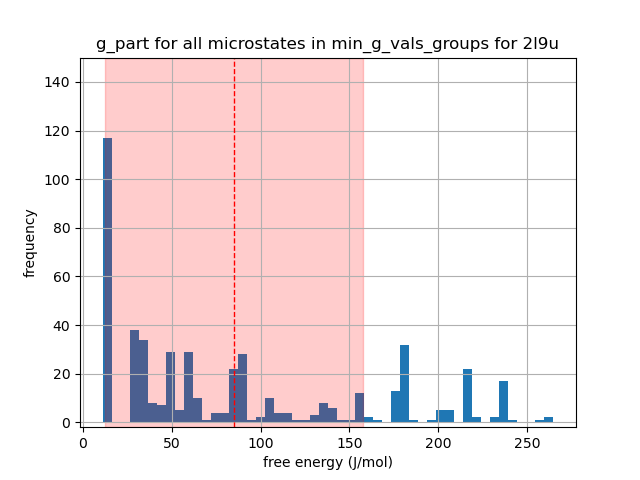 g_part for all microstates in min_g_vals_groups for 2l9u
140
120
100
80
60
40
20
0
frequency
0 50 100 150 200 250
free energy (J/mol)